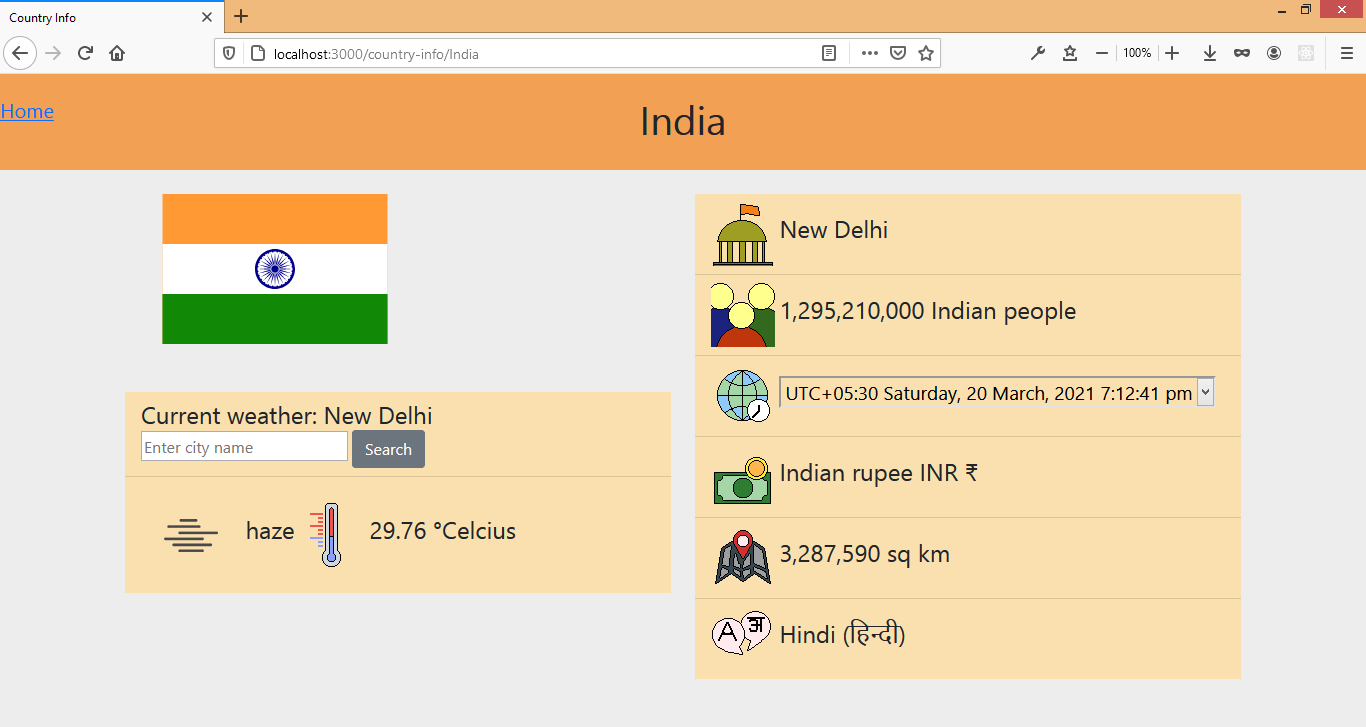 Country Info
localhost:3000/country-info/India
100%
Home
India
Current weather: New Delhi
Enter city name
Search
haze
29.76 °Celcius
New Delhi
1,295,210,000 Indian people
UTC+05:30 Saturday, 20 March, 2021 7:12:41 pm
Indian rupee INR ₹
3,287,590 sq km
A अ
Hindi (हिन्दी)